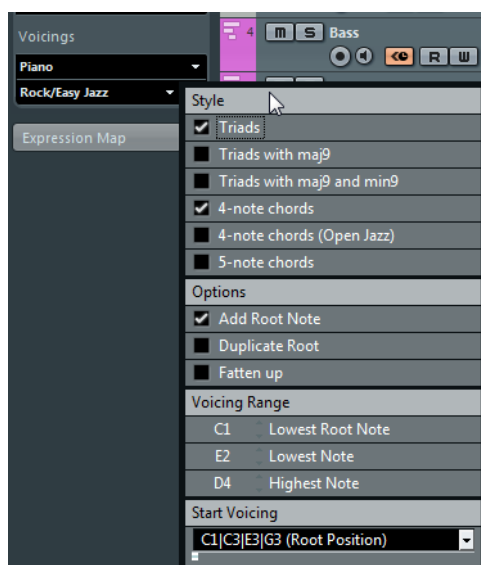 Voicings
4 M S Bass
R W
Piano
Rock/Easy Jazz
Expression Map
Style
Triads
Triads with maj9
Triads with maj9 and min9
4-note chords
4-note chords (Open Jazz)
5-note chords
Options
Add Root Note
Duplicate Root
Fatten up
Voicing Range
C1 Lowest Root Note
E2 Lowest Note
D4 Highest Note
Start Voicing
C1|C3|E3|G3 (Root Position)